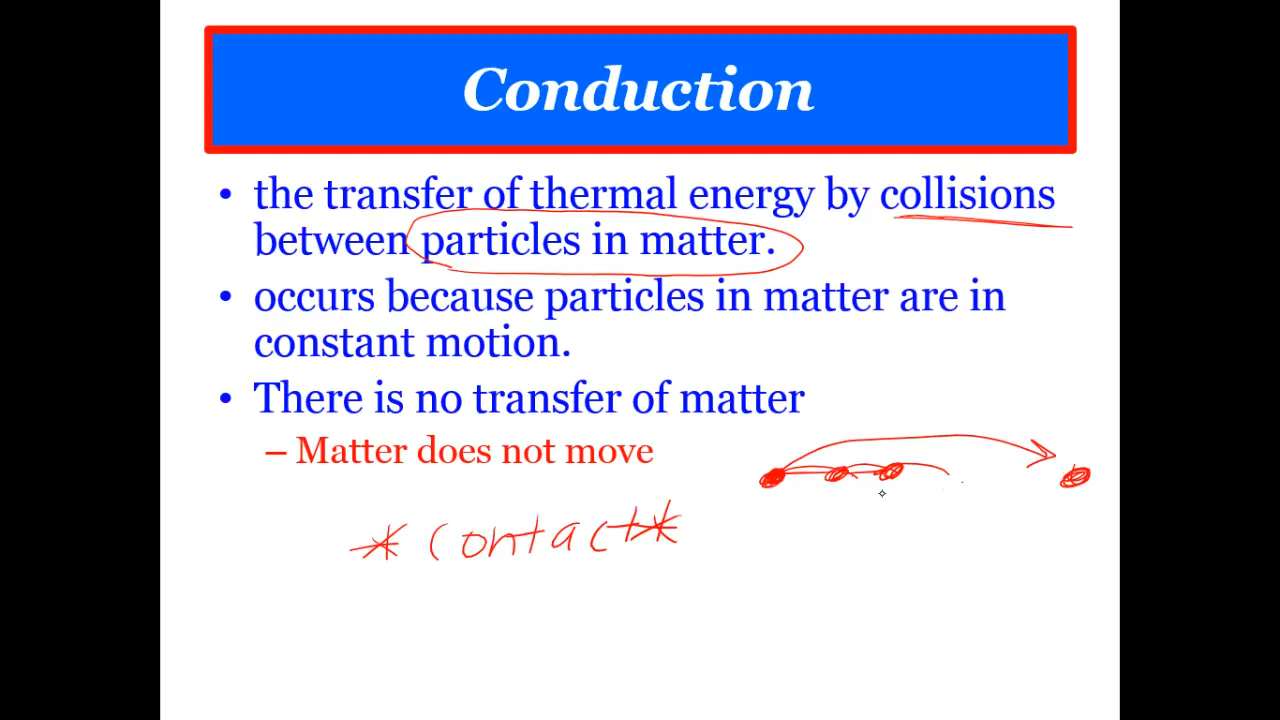 Conduction
• the transfer of thermal energy by collisions
between particles in matter.
• occurs because particles in matter are in
constant motion.
• There is no transfer of matter
– Matter does not move
*contact*